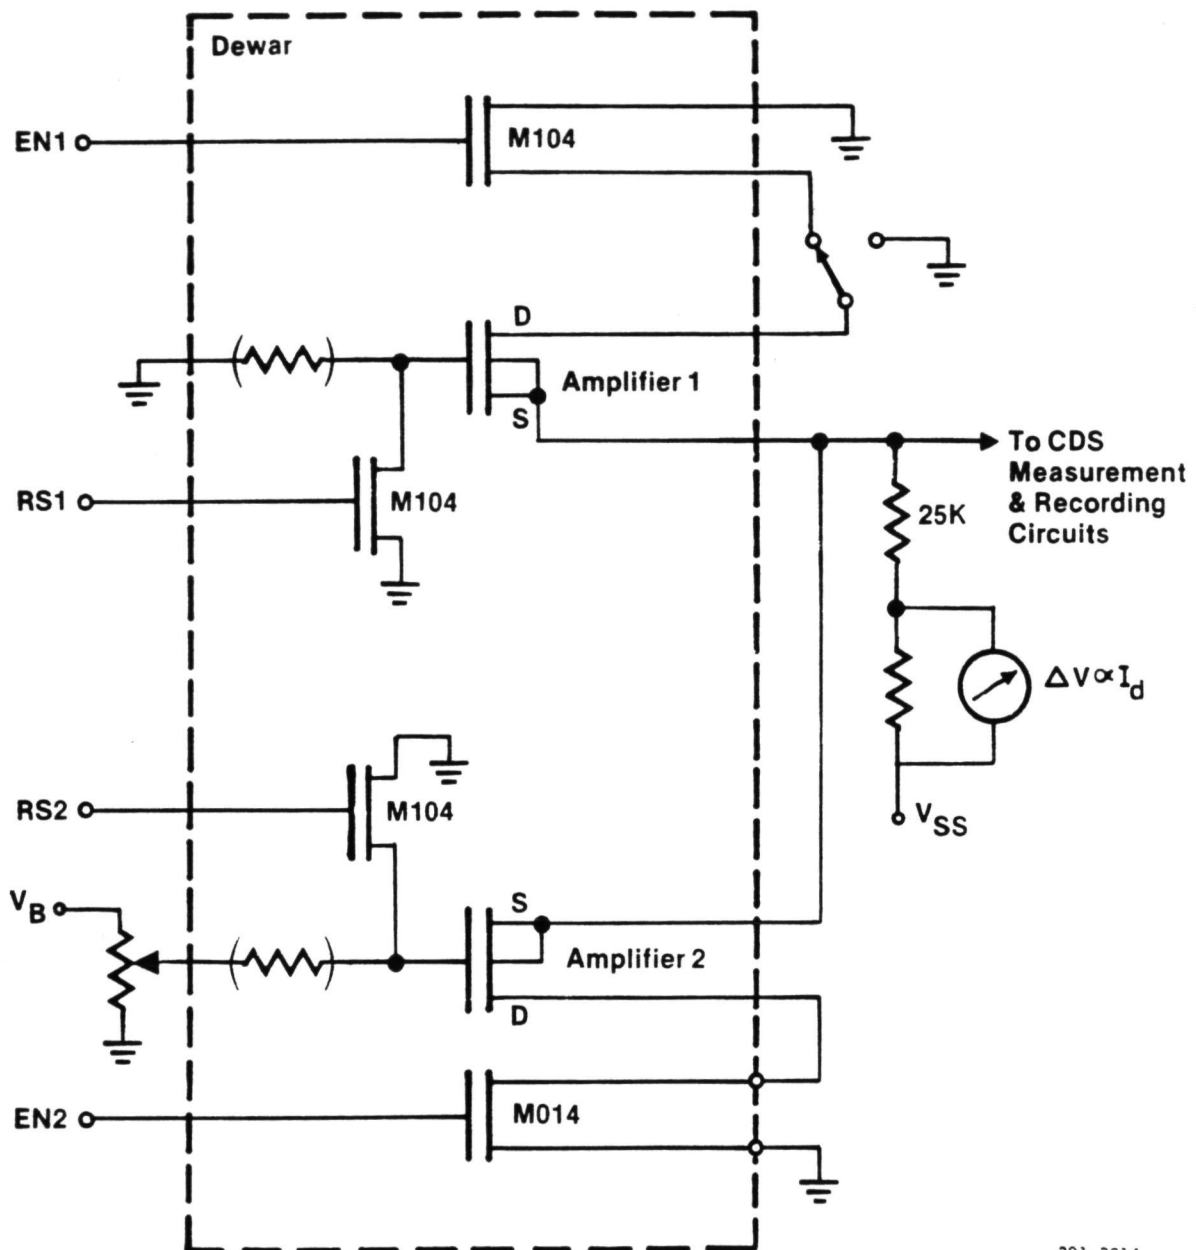 Dewar
EN1
M104
D
Amplifier 1
S
To CDS
Measurement
& Recording
Circuits
RS1
M104
25K
ΔV∝Id
RS2
M104
VSS
VB
S
Amplifier 2
D
EN2
M014